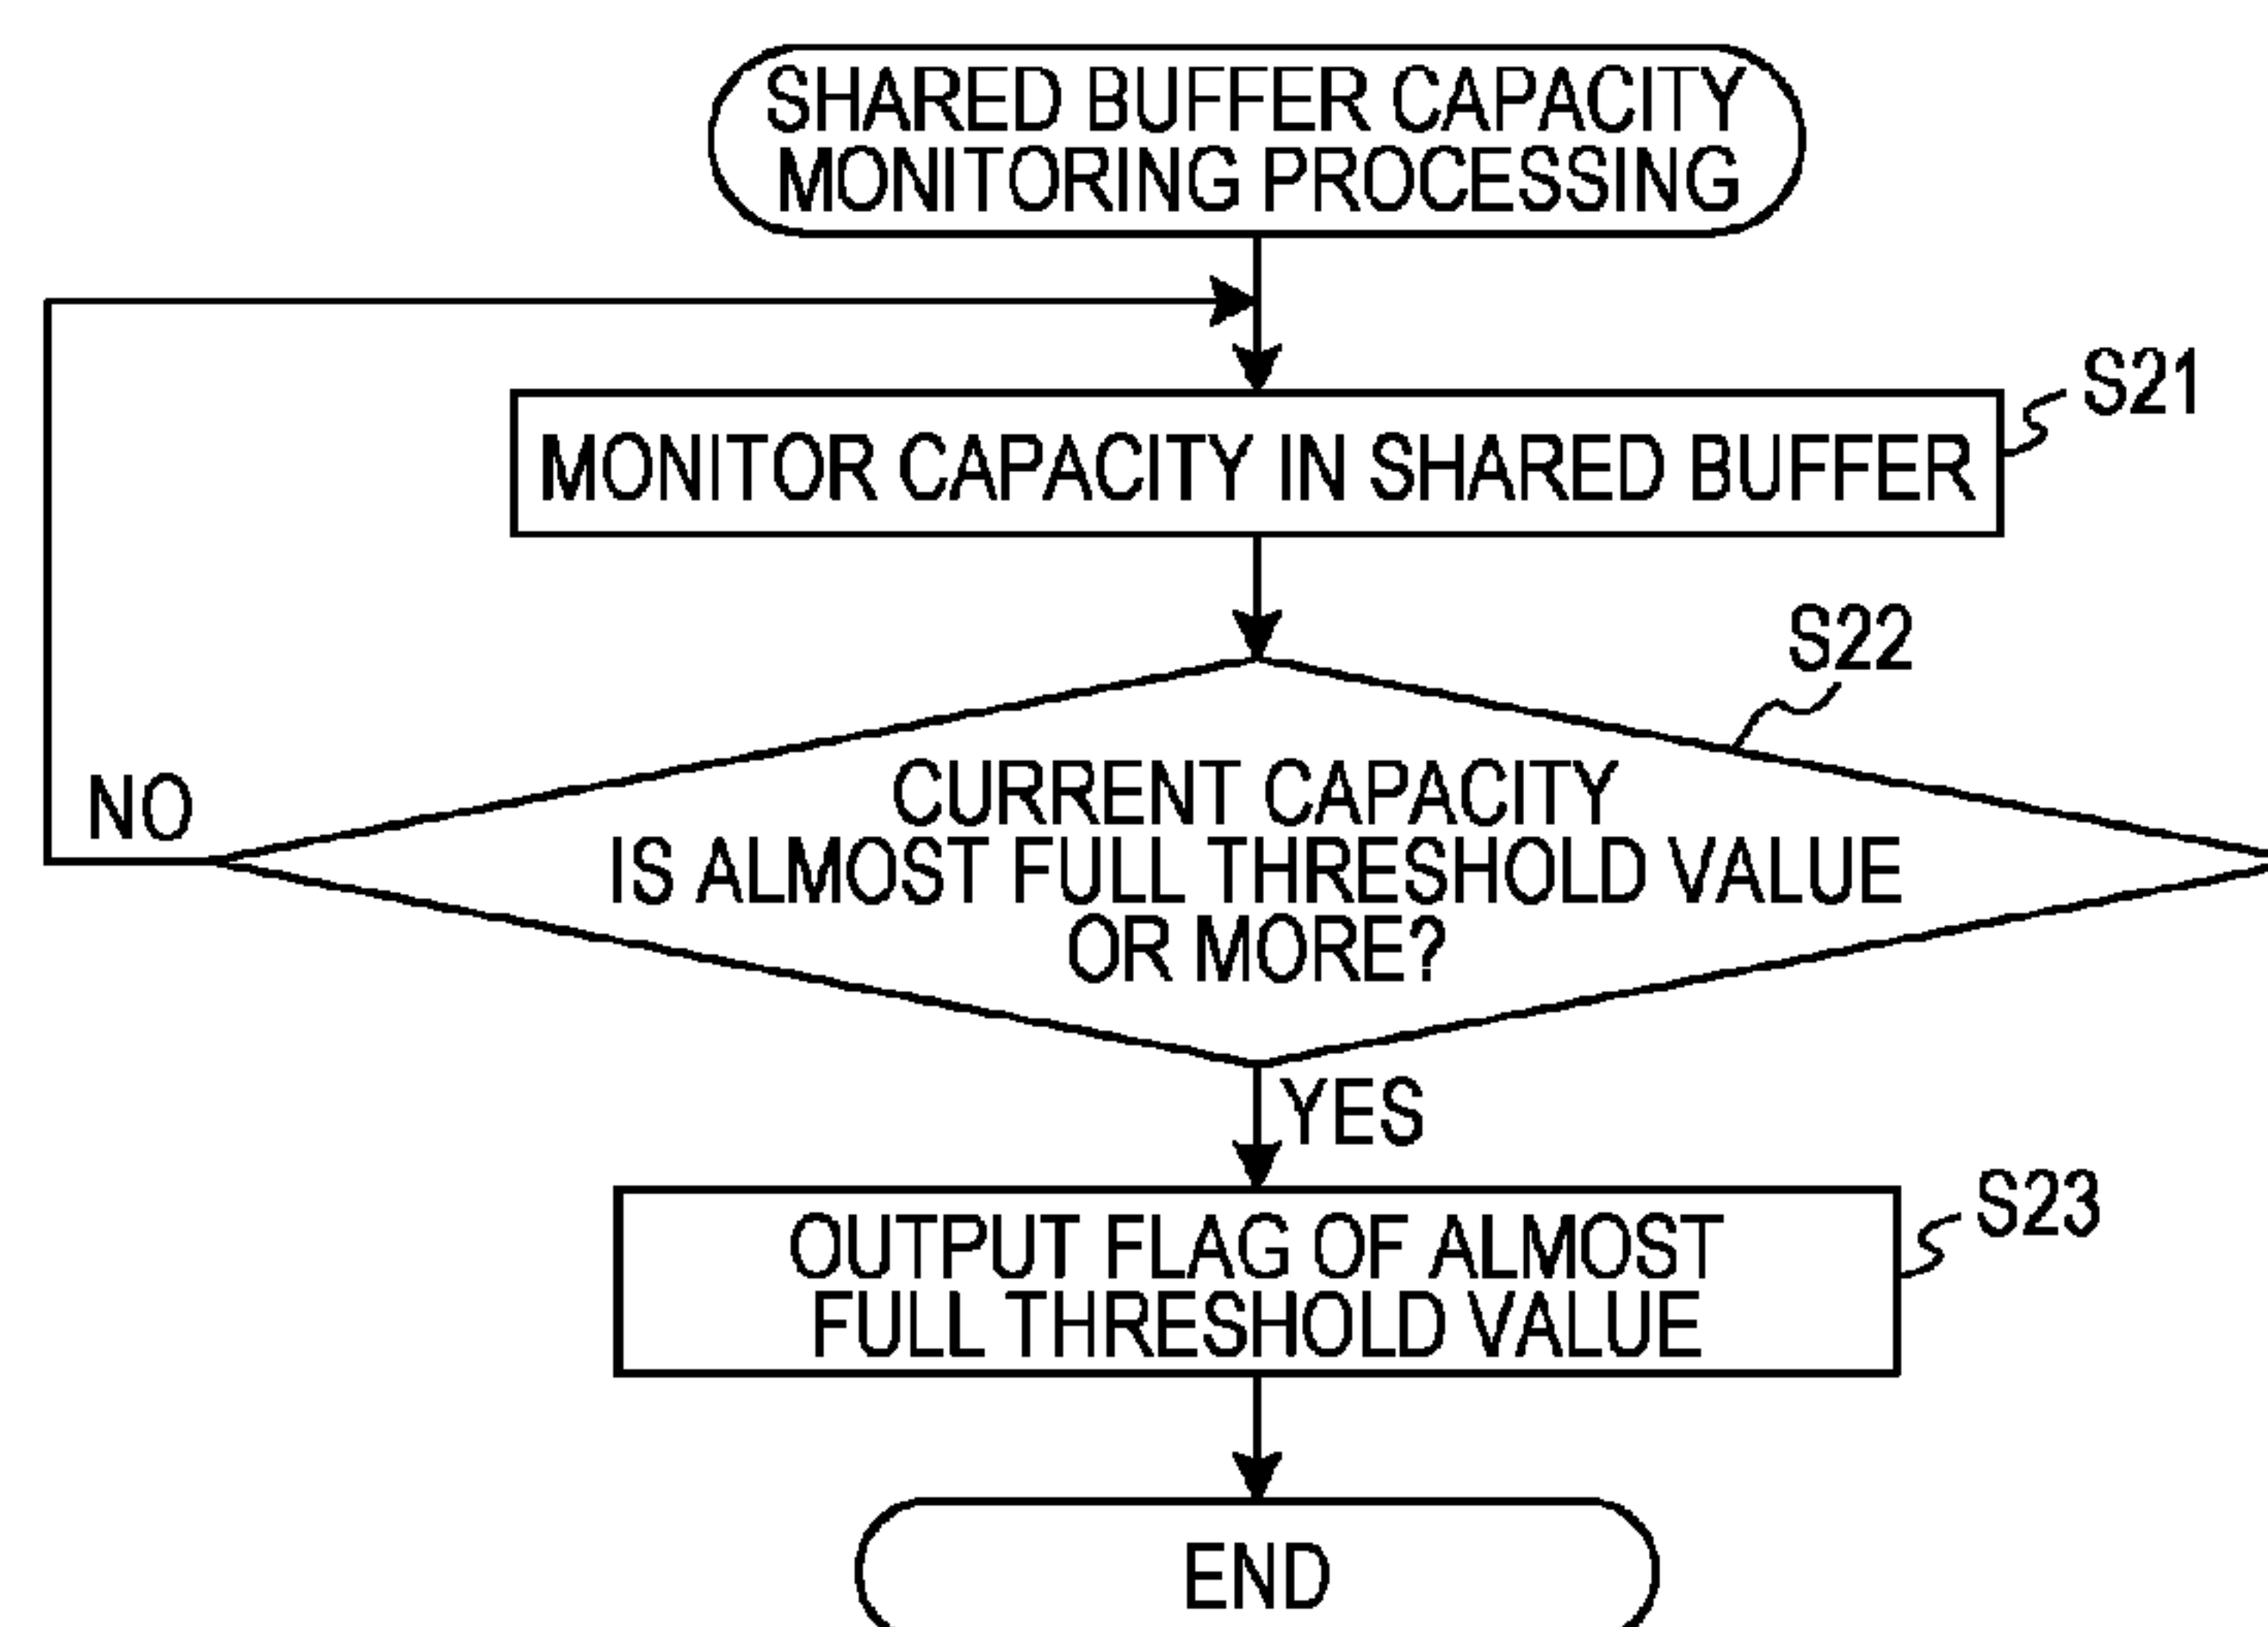 SHARED BUFFER CAPACITY
MONITORING PROCESSING
S21
MONITOR CAPACITY IN SHARED BUFFER
S22
CURRENT CAPACITY
IS ALMOST FULL THRESHOLD VALUE
OR MORE?
NO
YES
S23
OUTPUT FLAG OF ALMOST
FULL THRESHOLD VALUE
END